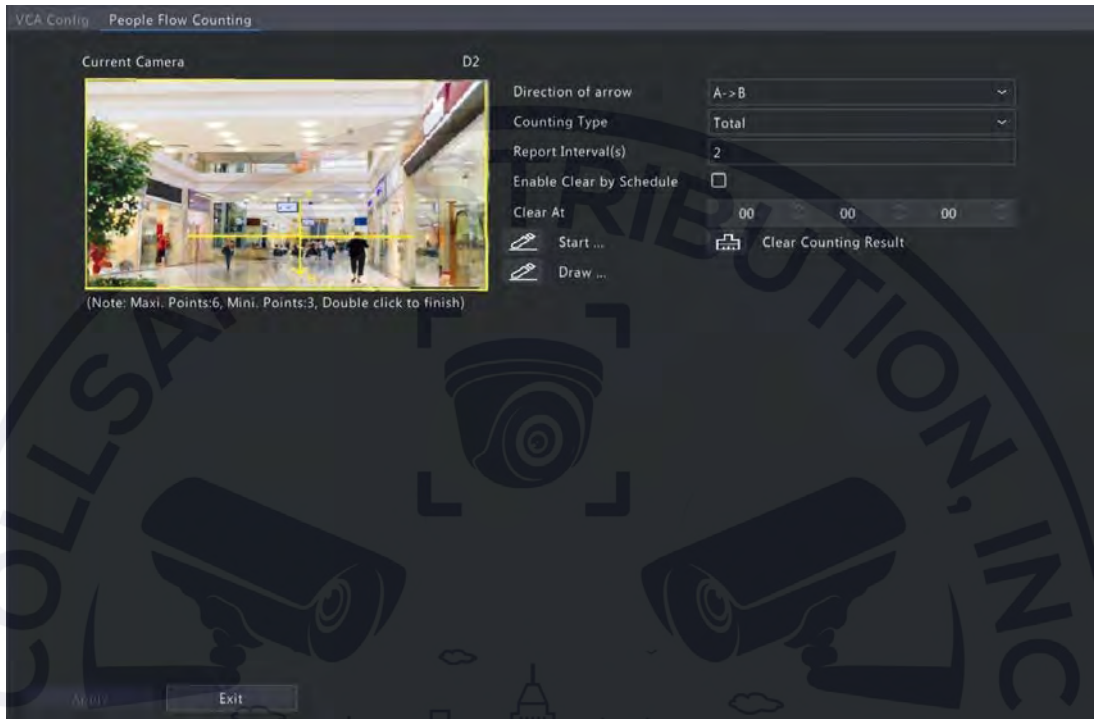 VCA Config People Flow Counting
Current Camera D2
Direction of arrow A->B
Counting Type Total
Report Interval(s) 2
Enable Clear by Schedule
Clear At 00 00 00
Start ... Clear Counting Result
Draw ...
(Note: Maxi. Points:6, Mini. Points:3, Double click to finish)
Apply Exit
DISTRIBUTION, INC